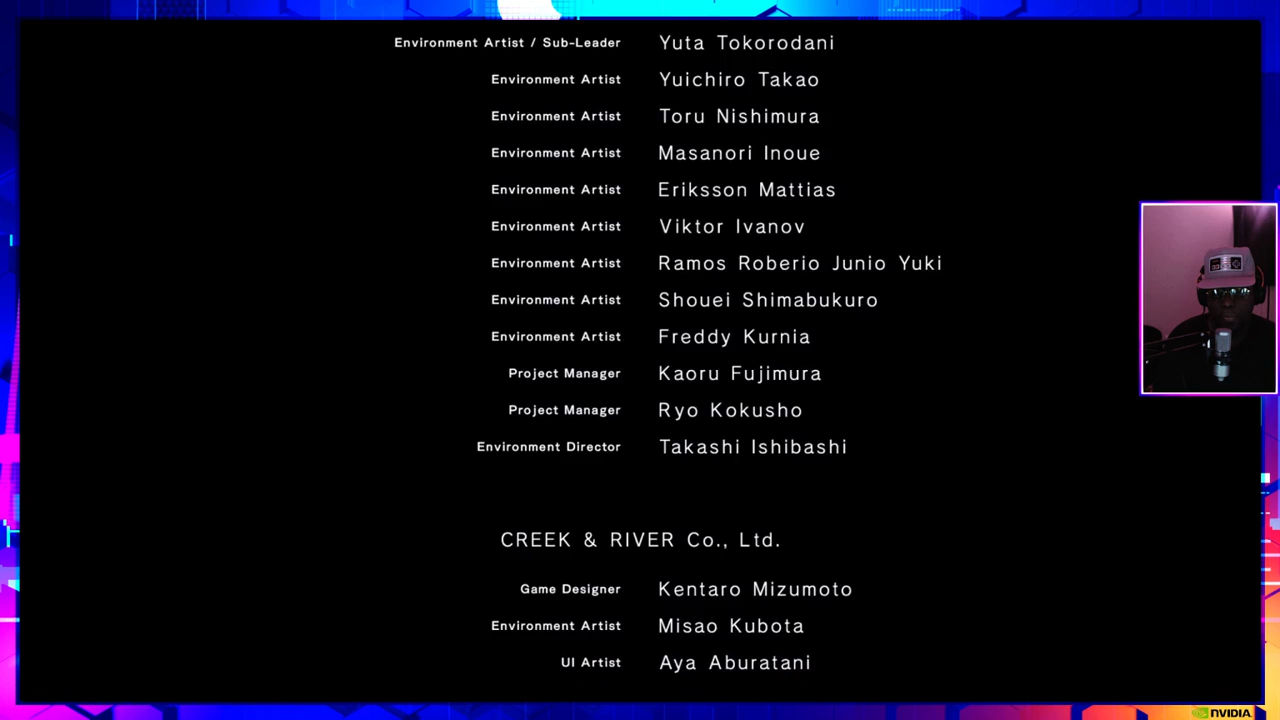 Environment Artist / Sub-Leader Yuta Tokorodani
Environment Artist Yuichiro Takao
Environment Artist Toru Nishimura
Environment Artist Masanori Inoue
Environment Artist Eriksson Mattias
Environment Artist Viktor Ivanov
Environment Artist Ramos Roberio Junio Yuki
Environment Artist Shouei Shimabukuro
Environment Artist Freddy Kurnia
Project Manager Kaoru Fujimura
Project Manager Ryo Kokusho
Environment Director Takashi Ishibashi
CREEK & RIVER Co., Ltd.
Game Designer Kentaro Mizumoto
Environment Artist Misao Kubota
UI Artist Aya Aburatani
NVIDIA